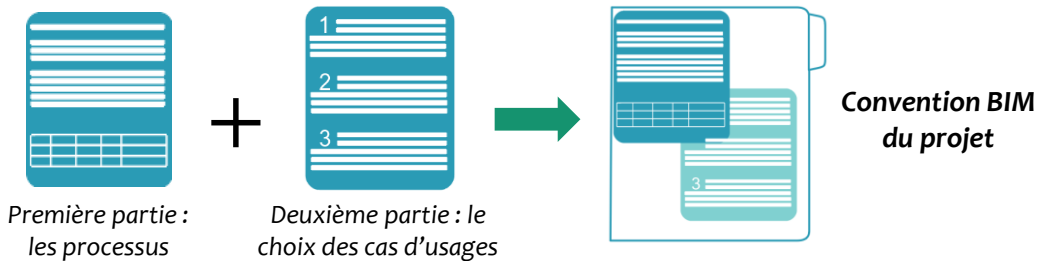 1
2
3
Première partie :
les processus
Deuxième partie : le
choix des cas d’usages
3
Convention BIM
du projet